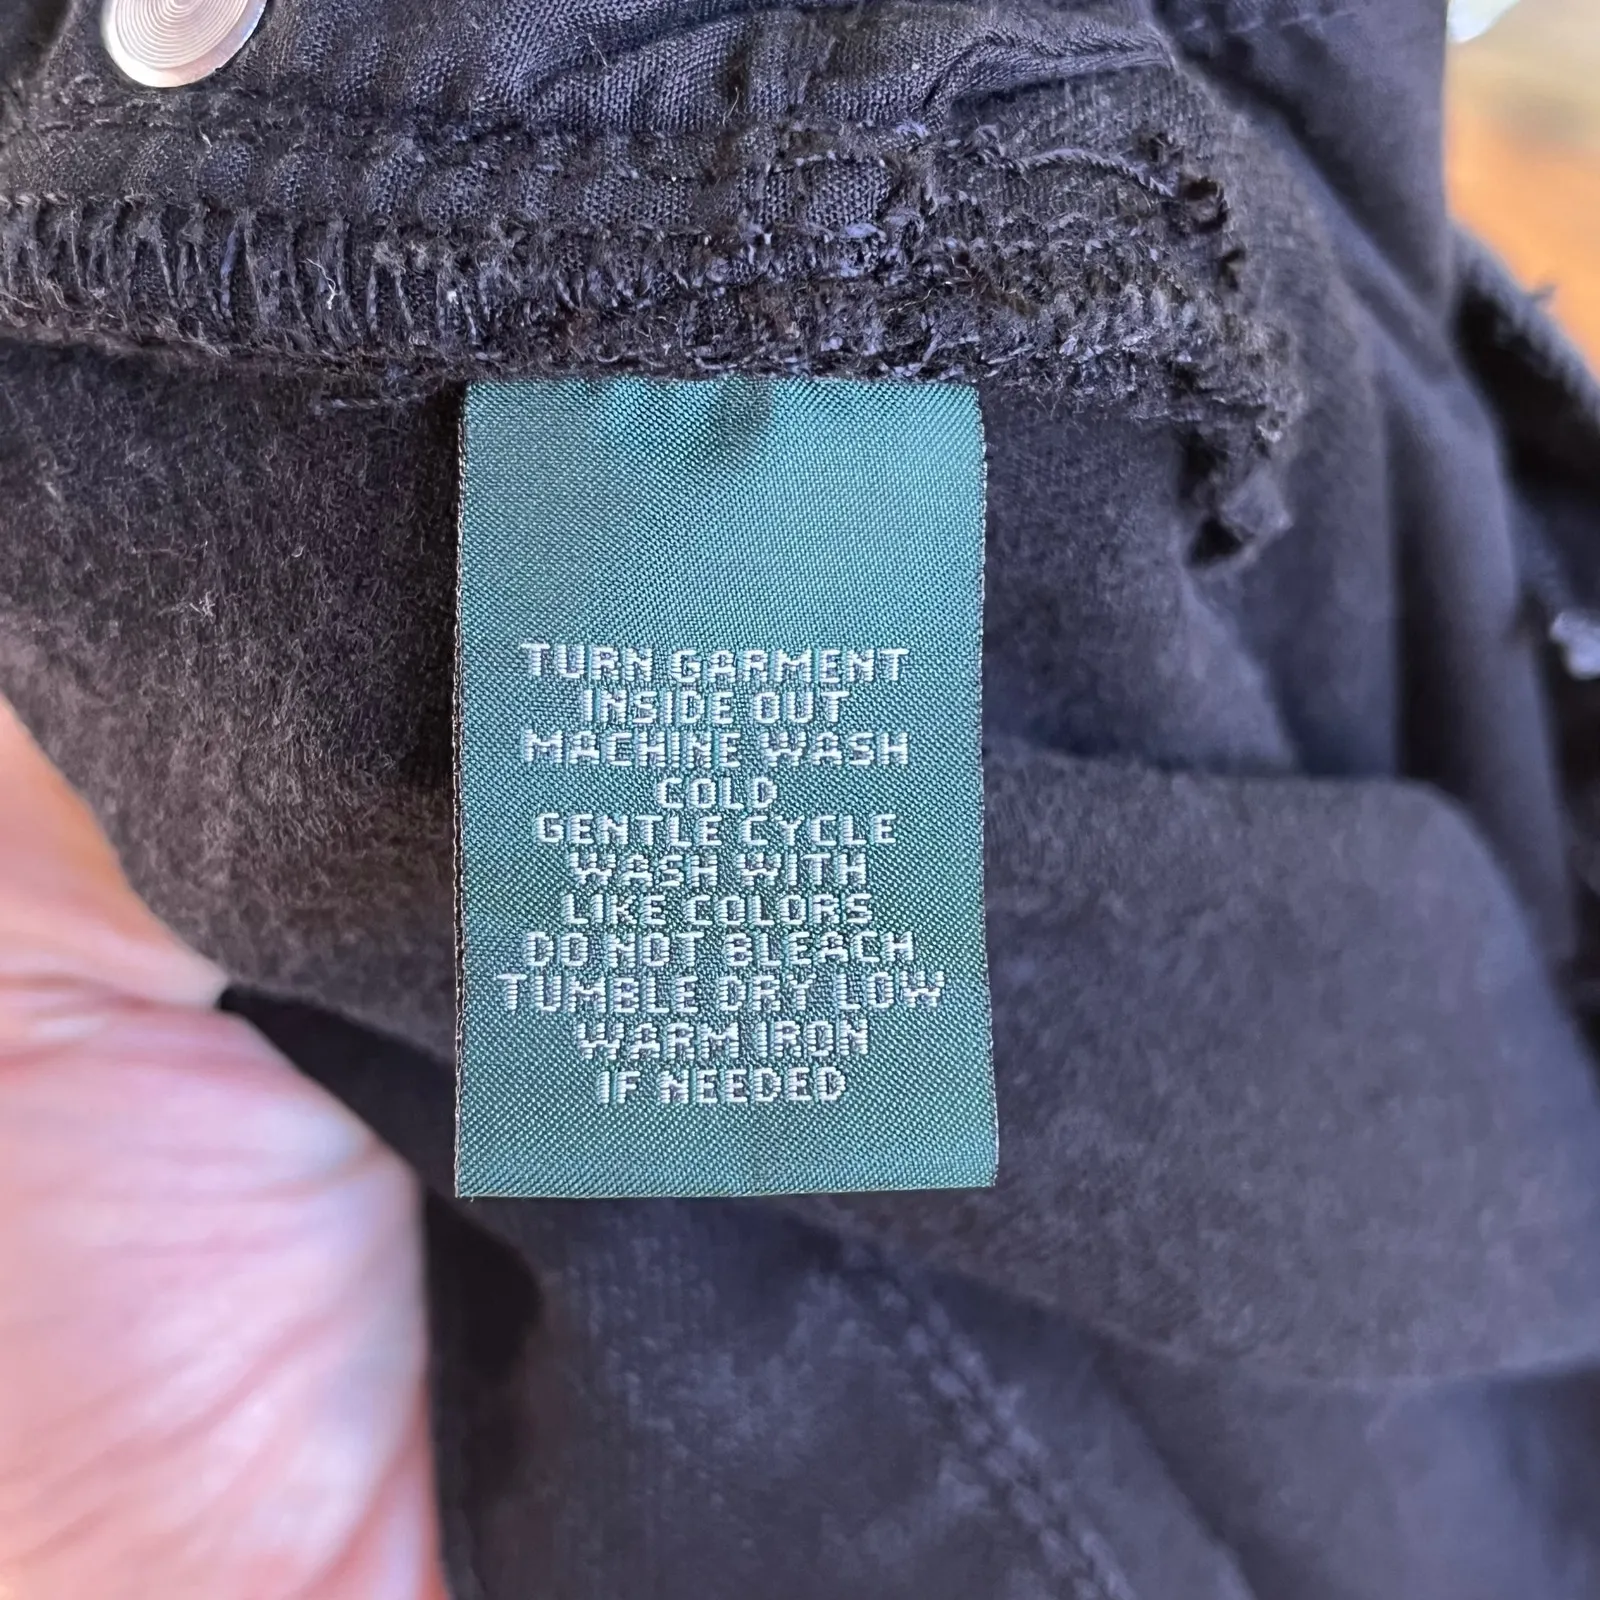 TURN GARMENT
INSIDE OUT
MACHINE WASH
COLD
GENTLE CYCLE
WASH WITH
LIKE COLORS
DO NOT BLEACH
TUMBLE DRY LOW
WARM IRON
IF NEEDED